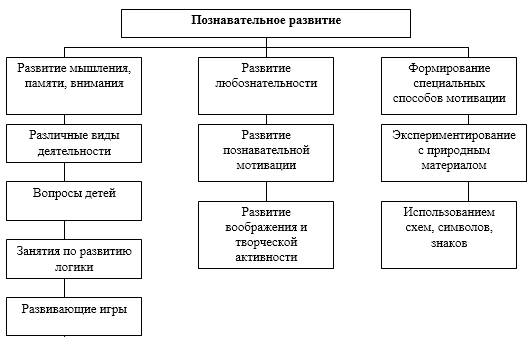 Познавательное развитие
Развитие мышления,
памяти, внимания
Различные виды
деятельности
Вопросы детей
Занятия по развитию
логики
Развивающие игры
Развитие
любознательности
Развитие
познавательной
мотивации
Развитие
воображения и
творческой
активности
Формирование
специальных
способов мотивации
Экспериментирование
с природным
материалом
Использованием
схем, символов,
знаков